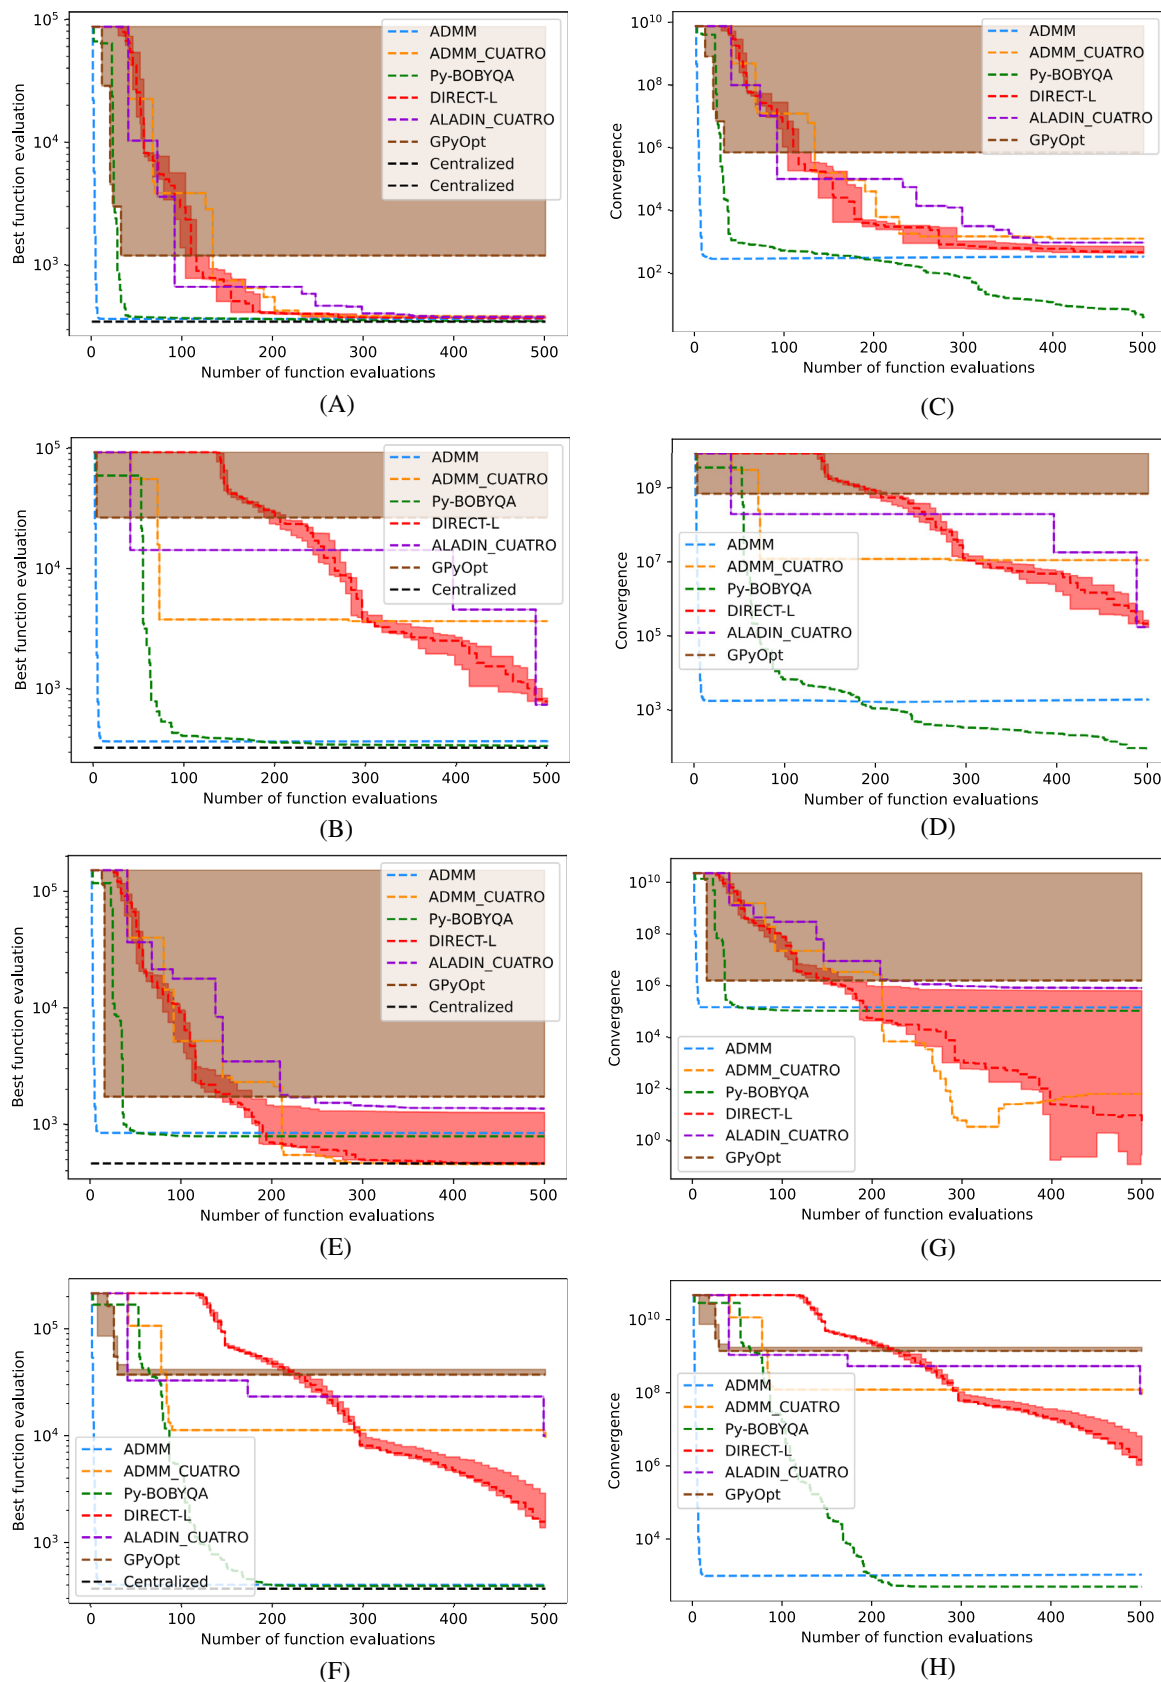 Best function evaluation
10^5
10^4
10^3
0 100 200 300 400 500
Number of function evaluations
ADMM
ADMM_CUATRO
Py-BOBYQA
DIRECT-L
ALADIN_CUATRO
GPyOpt
Centralized
Centralized
(A)
Convergence
10^10
10^8
10^6
10^4
10^2
0 100 200 300 400 500
Number of function evaluations
ADMM
ADMM_CUATRO
Py-BOBYQA
DIRECT-L
ALADIN_CUATRO
GPyOpt
(C)
Best function evaluation
10^5
10^4
10^3
0 100 200 300 400 500
Number of function evaluations
ADMM
ADMM_CUATRO
Py-BOBYQA
DIRECT-L
ALADIN_CUATRO
GPyOpt
Centralized
(B)
Convergence
10^9
10^7
10^5
10^3
0 100 200 300 400 500
Number of function evaluations
ADMM
ADMM_CUATRO
Py-BOBYQA
DIRECT-L
ALADIN_CUATRO
GPyOpt
(D)
Best function evaluation
10^5
10^4
10^3
0 100 200 300 400 500
Number of function evaluations
ADMM
ADMM_CUATRO
Py-BOBYQA
DIRECT-L
ALADIN_CUATRO
GPyOpt
Centralized
(E)
Convergence
10^10
10^8
10^6
10^4
10^2
10^0
0 100 200 300 400 500
Number of function evaluations
ADMM
ADMM_CUATRO
Py-BOBYQA
DIRECT-L
ALADIN_CUATRO
GPyOpt
(G)
Best function evaluation
10^5
10^4
10^3
0 100 200 300 400 500
Number of function evaluations
ADMM
ADMM_CUATRO
Py-BOBYQA
DIRECT-L
ALADIN_CUATRO
GPyOpt
Centralized
(F)
Convergence
10^10
10^8
10^6
10^4
0 100 200 300 400 500
Number of function evaluations
ADMM
ADMM_CUATRO
Py-BOBYQA
DIRECT-L
ALADIN_CUATRO
GPyOpt
(H)